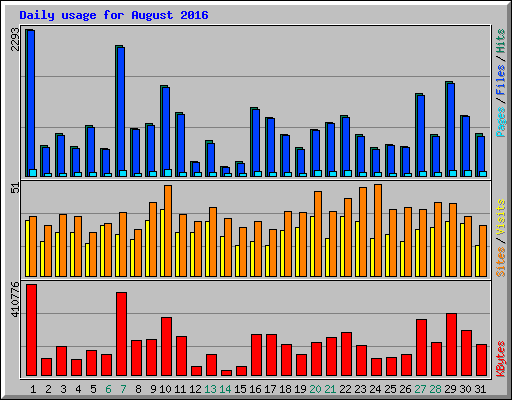 Daily usage for August 2016
2293
Pages / Files / Hits
51
Sites / Visits
410776
KBytes
1 2 3 4 5 6 7 8 9 10 11 12 13 14 15 16 17 18 19 20 21 22 23 24 25 26 27 28 29 30 31